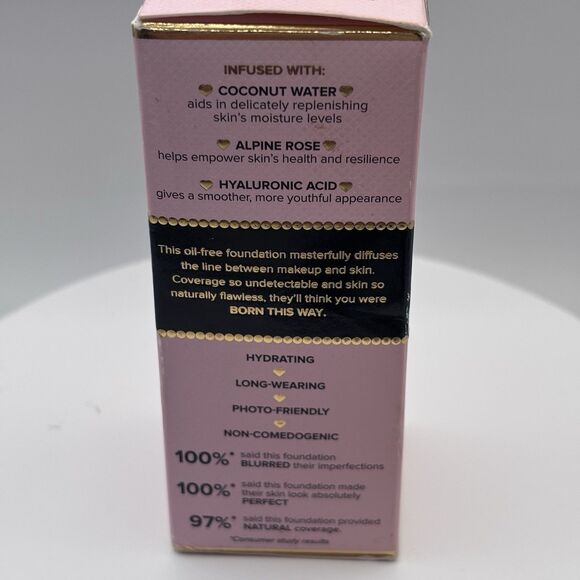 INFUSED WITH:
COCONUT WATER
aids in delicately replenishing
skin's moisture levels
ALPINE ROSE
helps empower skin's health and resilience
HYALURONIC ACID
gives a smoother, more youthful appearance
This oil-free foundation masterfully diffuses
the line between makeup and skin.
Coverage so undetectable and skin so
naturally flawless, they'll think you were
BORN THIS WAY.
HYDRATING
LONG-WEARING
PHOTO-FRIENDLY
NON-COMEDOGENIC
100%* said this foundation
BLURRED their imperfections
100%* said this foundation made
their skin look absolutely
PERFECT
97%* said this foundation provided
NATURAL coverage.
*Consumer study results